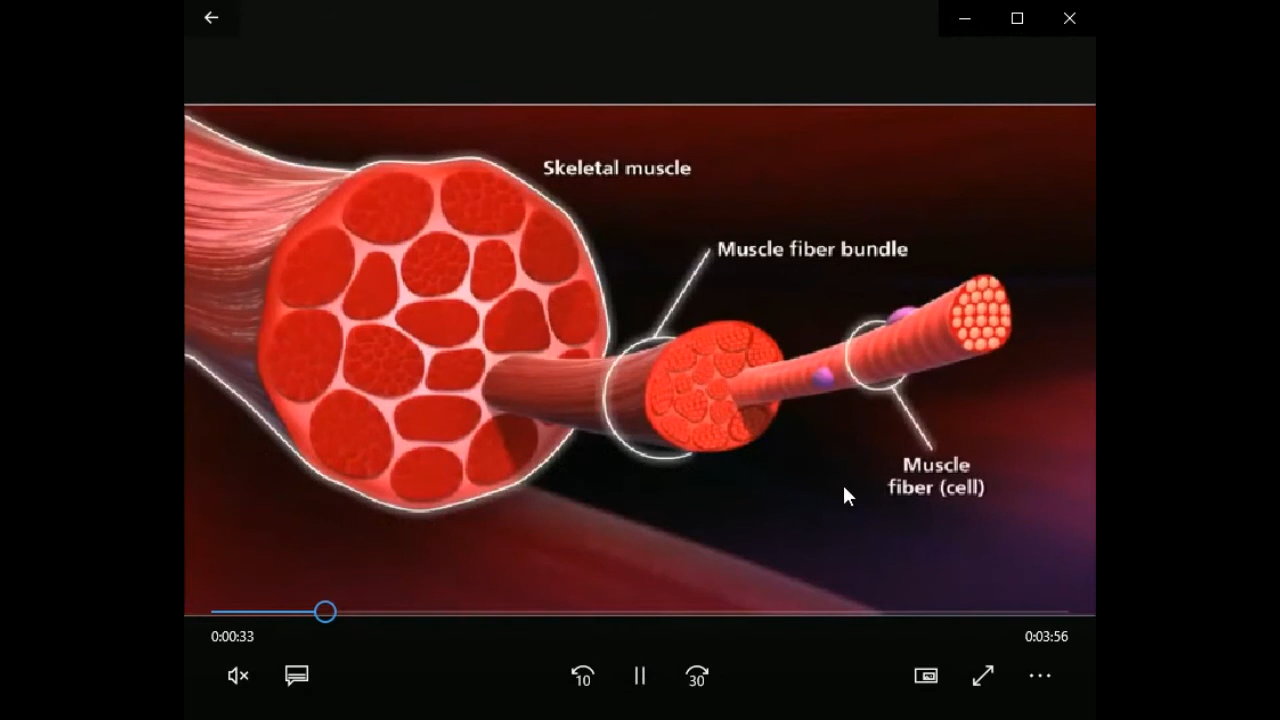 Skeletal muscle
Muscle fiber bundle
Muscle
fiber (cell)
0:00:33
0:03:56
10
30